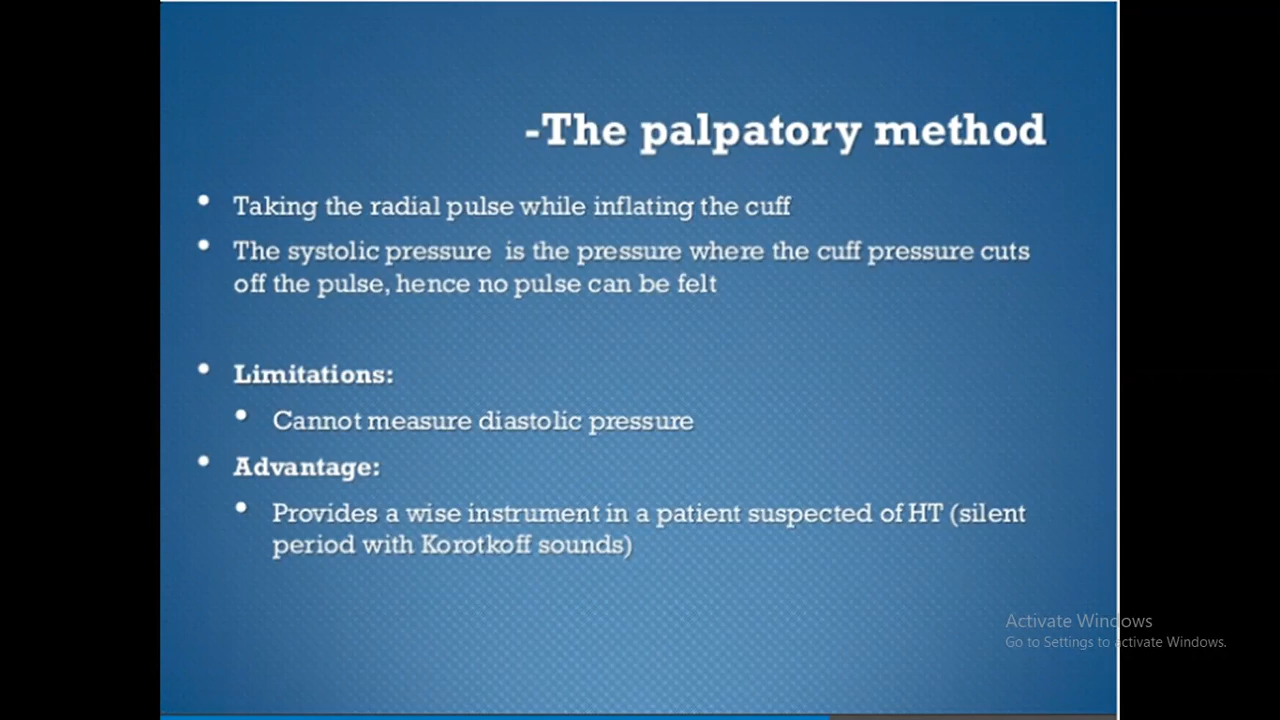 -The palpatory method
• Taking the radial pulse while inflating the cuff
• The systolic pressure  is the pressure where the cuff pressure cuts
off the pulse, hence no pulse can be felt
• Limitations:
• Cannot measure diastolic pressure
• Advantage:
• Provides a wise instrument in a patient suspected of HT (silent
period with Korotkoff sounds)
Activate Windows
Go to Settings to activate Windows.